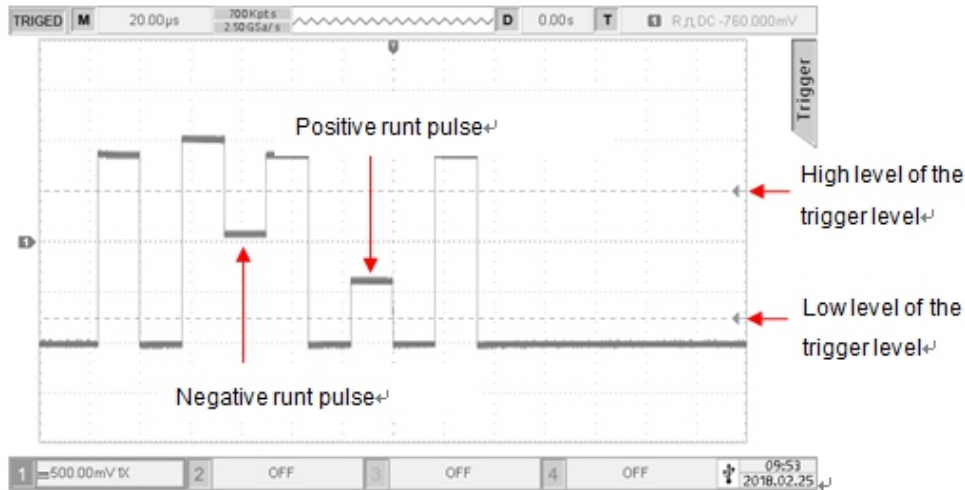 TRIGED M 20.00μs 700Kpts 2.50GSa/s D 0.00s T 1 R DC -760.000mV
Trigger
Positive runt pulse↵
High level of the
trigger level↵
1
Low level of the
trigger level↵
Negative runt pulse↵
1 500.00mV 1X 2 OFF 3 OFF 4 OFF 09:53
2018.02.25↵